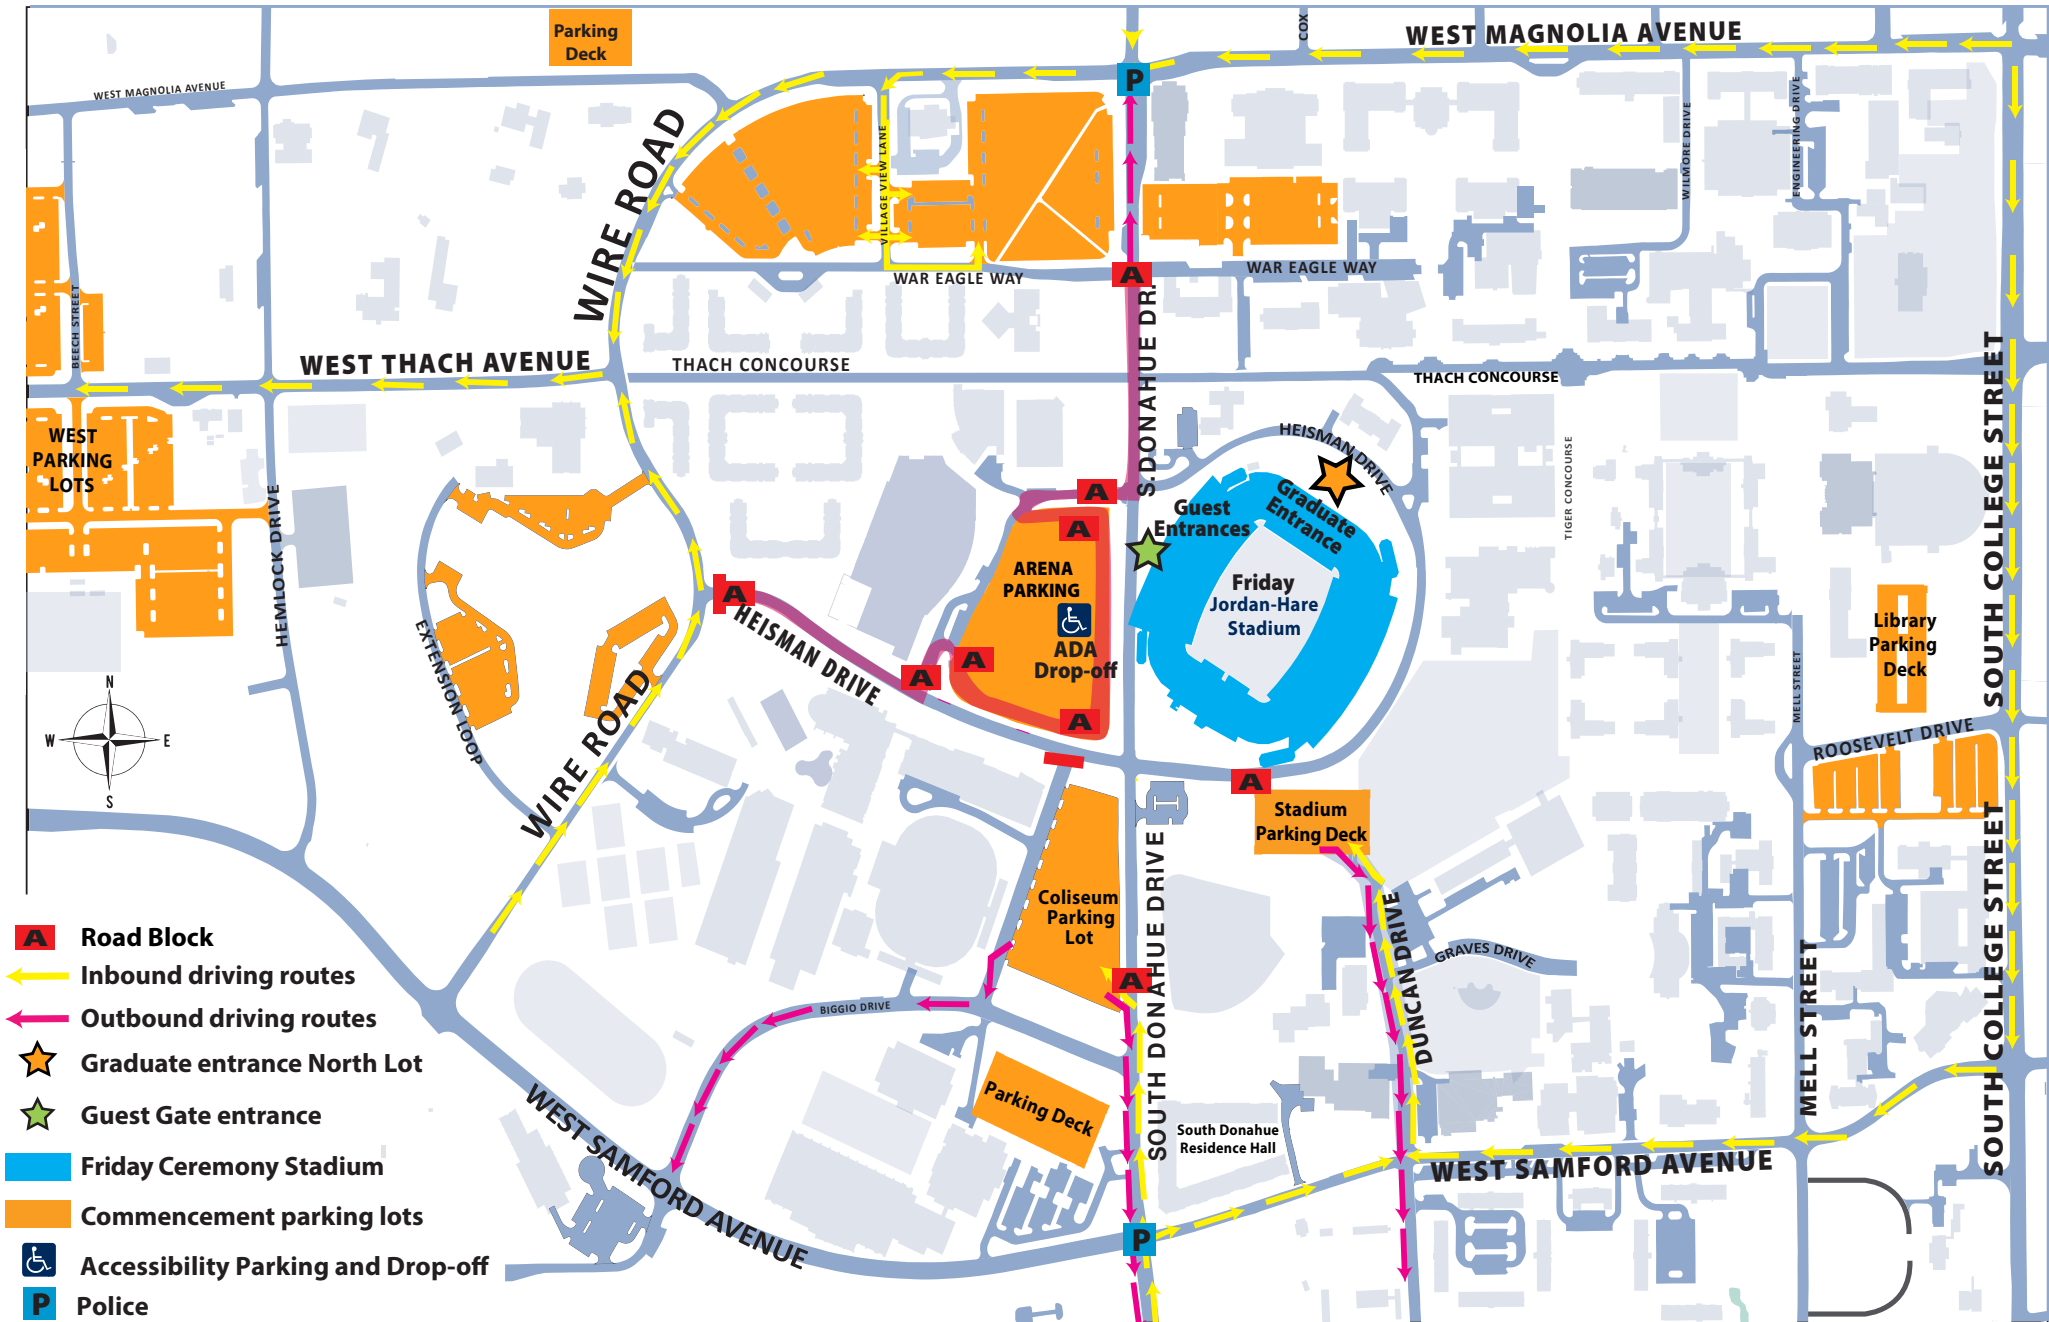 Parking
Deck
COX
WEST MAGNOLIA AVENUE
WEST MAGNOLIA AVENUE
P
WIRE ROAD
VILLAGE VIEW LANE
WILMORE DRIVE
ENGINEERING DRIVE
A
WAR EAGLE WAY
WAR EAGLE WAY
BEECH STREET
S.DONAHUE DR.
WEST THACH AVENUE
THACH CONCOURSE
THACH CONCOURSE
SOUTH COLLEGE STREET
WEST
PARKING
LOTS
HEISMAN DRIVE
TIGER CONCOURSE
HEMLOCK DRIVE
A
A
Guest
Entrances
Graduate
Entrance
ARENA
PARKING
ADA
Drop-off
Friday
Jordan-Hare
Stadium
A
HEISMAN DRIVE
A
A
A
EXTENSION LOOP
WIRE ROAD
Library
Parking
Deck
MELL STREET
ROOSEVELT DRIVE
N
W
E
S
A
Stadium
Parking Deck
Coliseum
Parking
Lot
SOUTH DONAHUE DRIVE
DUNCAN DRIVE
GRAVES DRIVE
MELL STREET
SOUTH COLLEGE STREET
A
BIGGIO DRIVE
Parking Deck
South Donahue
Residence Hall
WEST SAMFORD AVENUE
WEST SAMFORD AVENUE
P
A Road Block
Inbound driving routes
Outbound driving routes
Graduate entrance North Lot
Guest Gate entrance
Friday Ceremony Stadium
Commencement parking lots
Accessibility Parking and Drop-off
P Police